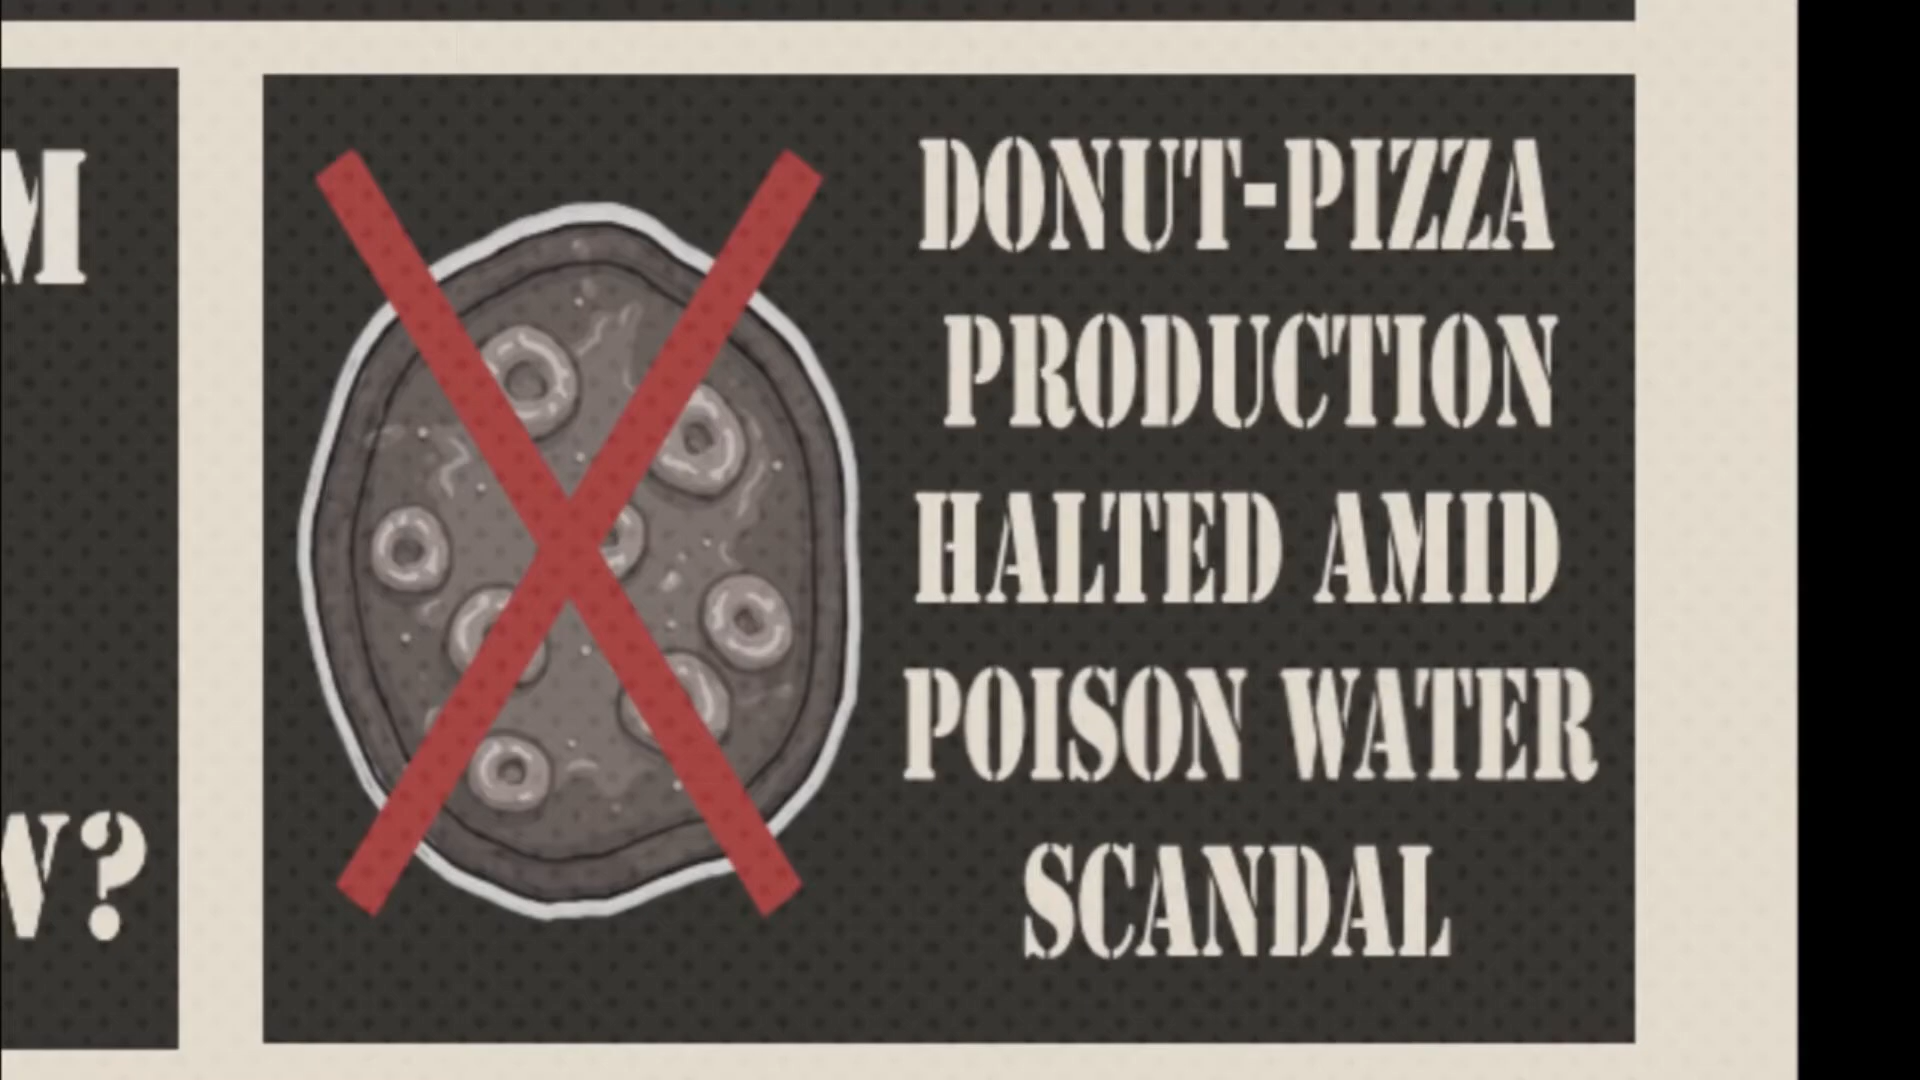 M
W?
DONUT-PIZZA
PRODUCTION
HALTED AMID
POISON WATER
SCANDAL